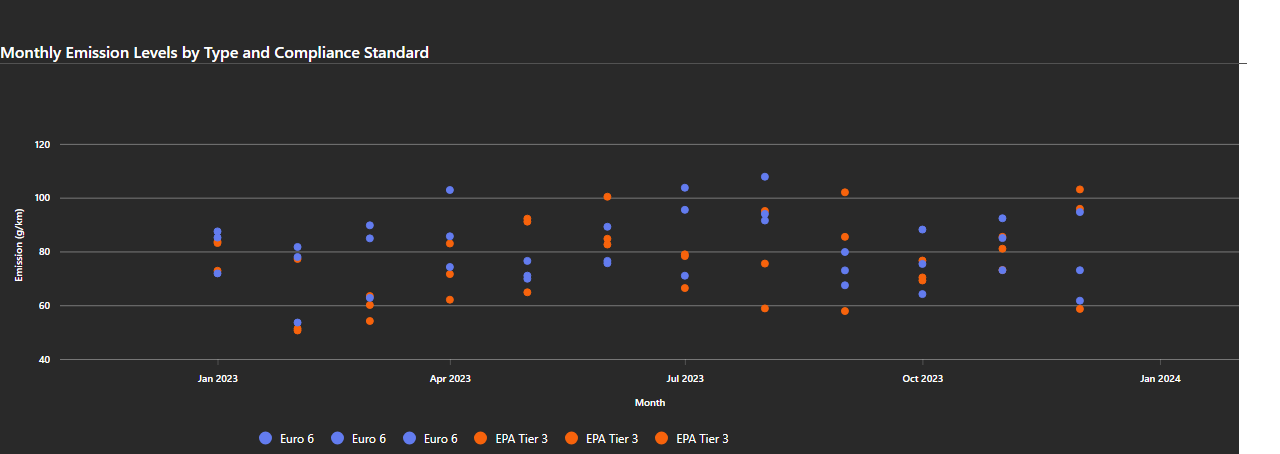 Monthly Emission Levels by Type and Compliance Standard
120
100
80
60
40
Emission (g/km)
Jan 2023 Apr 2023 Jul 2023 Oct 2023 Jan 2024
Month
Euro 6 Euro 6 Euro 6 EPA Tier 3 EPA Tier 3 EPA Tier 3